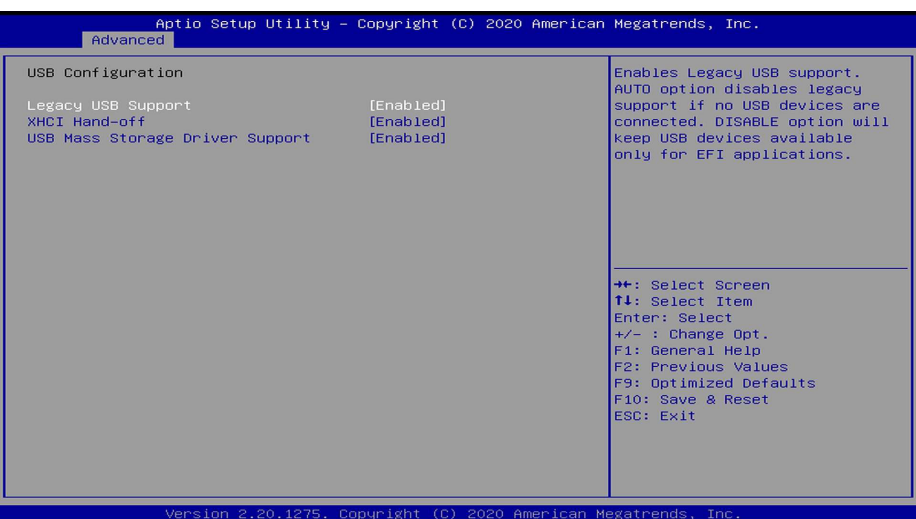 Aptio Setup Utility – Copyright (C) 2020 American Megatrends, Inc.
Advanced
USB Configuration
Legacy USB Support [Enabled]
XHCI Hand-off [Enabled]
USB Mass Storage Driver Support [Enabled]
Enables Legacy USB support.
AUTO option disables legacy
support if no USB devices are
connected. DISABLE option will
keep USB devices available
only for EFI applications.
→←: Select Screen
↑↓: Select Item
Enter: Select
+/- : Change Opt.
F1: General Help
F2: Previous Values
F9: Optimized Defaults
F10: Save & Reset
ESC: Exit
Version 2.20.1275. Copyright (C) 2020 American Megatrends, Inc.